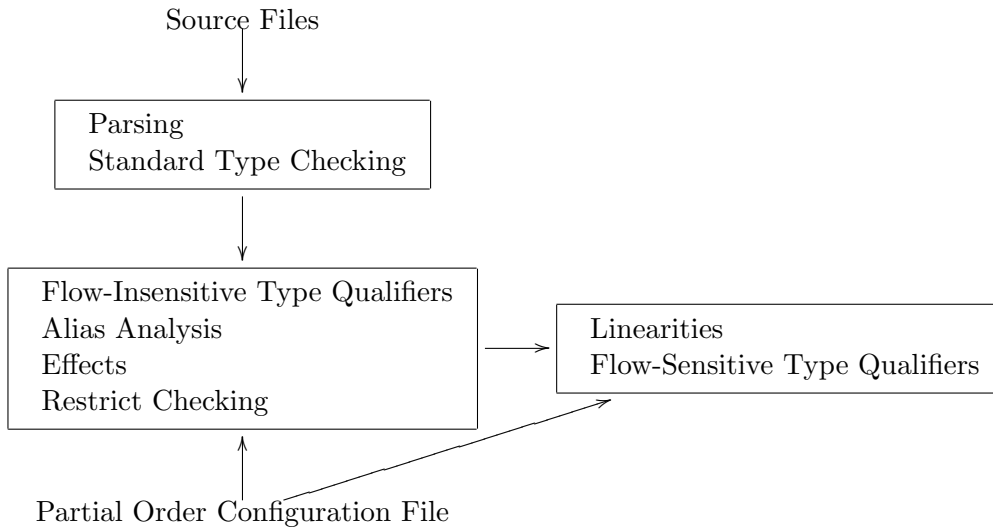 Source Files
Parsing
Standard Type Checking
Flow-Insensitive Type Qualifiers
Alias Analysis
Effects
Restrict Checking
Linearities
Flow-Sensitive Type Qualifiers
Partial Order Configuration File